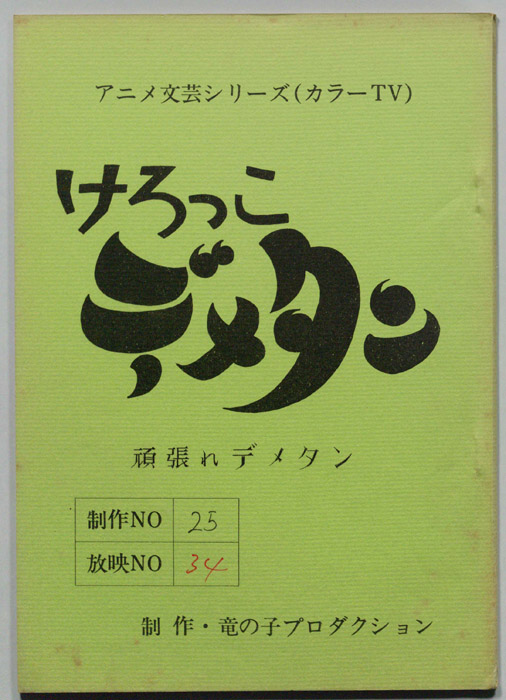 アニメ文芸シリーズ(カラーTV)
けろっこ
デメタン
頑張れデメタン
制作NO 25
放映NO 34
制作・竜の子プロダクション